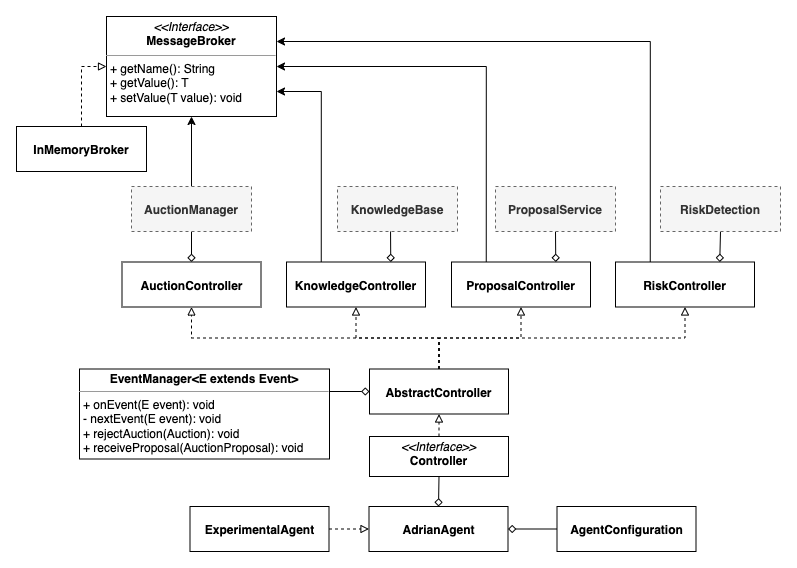 <<Interface>>
MessageBroker
+ getName(): String
+ getValue(): T
+ setValue(T value): void
InMemoryBroker
AuctionManager
KnowledgeBase
ProposalService
RiskDetection
AuctionController
KnowledgeController
ProposalController
RiskController
EventManager<E extends Event>
+ onEvent(E event): void
- nextEvent(E event): void
+ rejectAuction(Auction): void
+ receiveProposal(AuctionProposal): void
AbstractController
<<Interface>>
Controller
ExperimentalAgent
AdrianAgent
AgentConfiguration